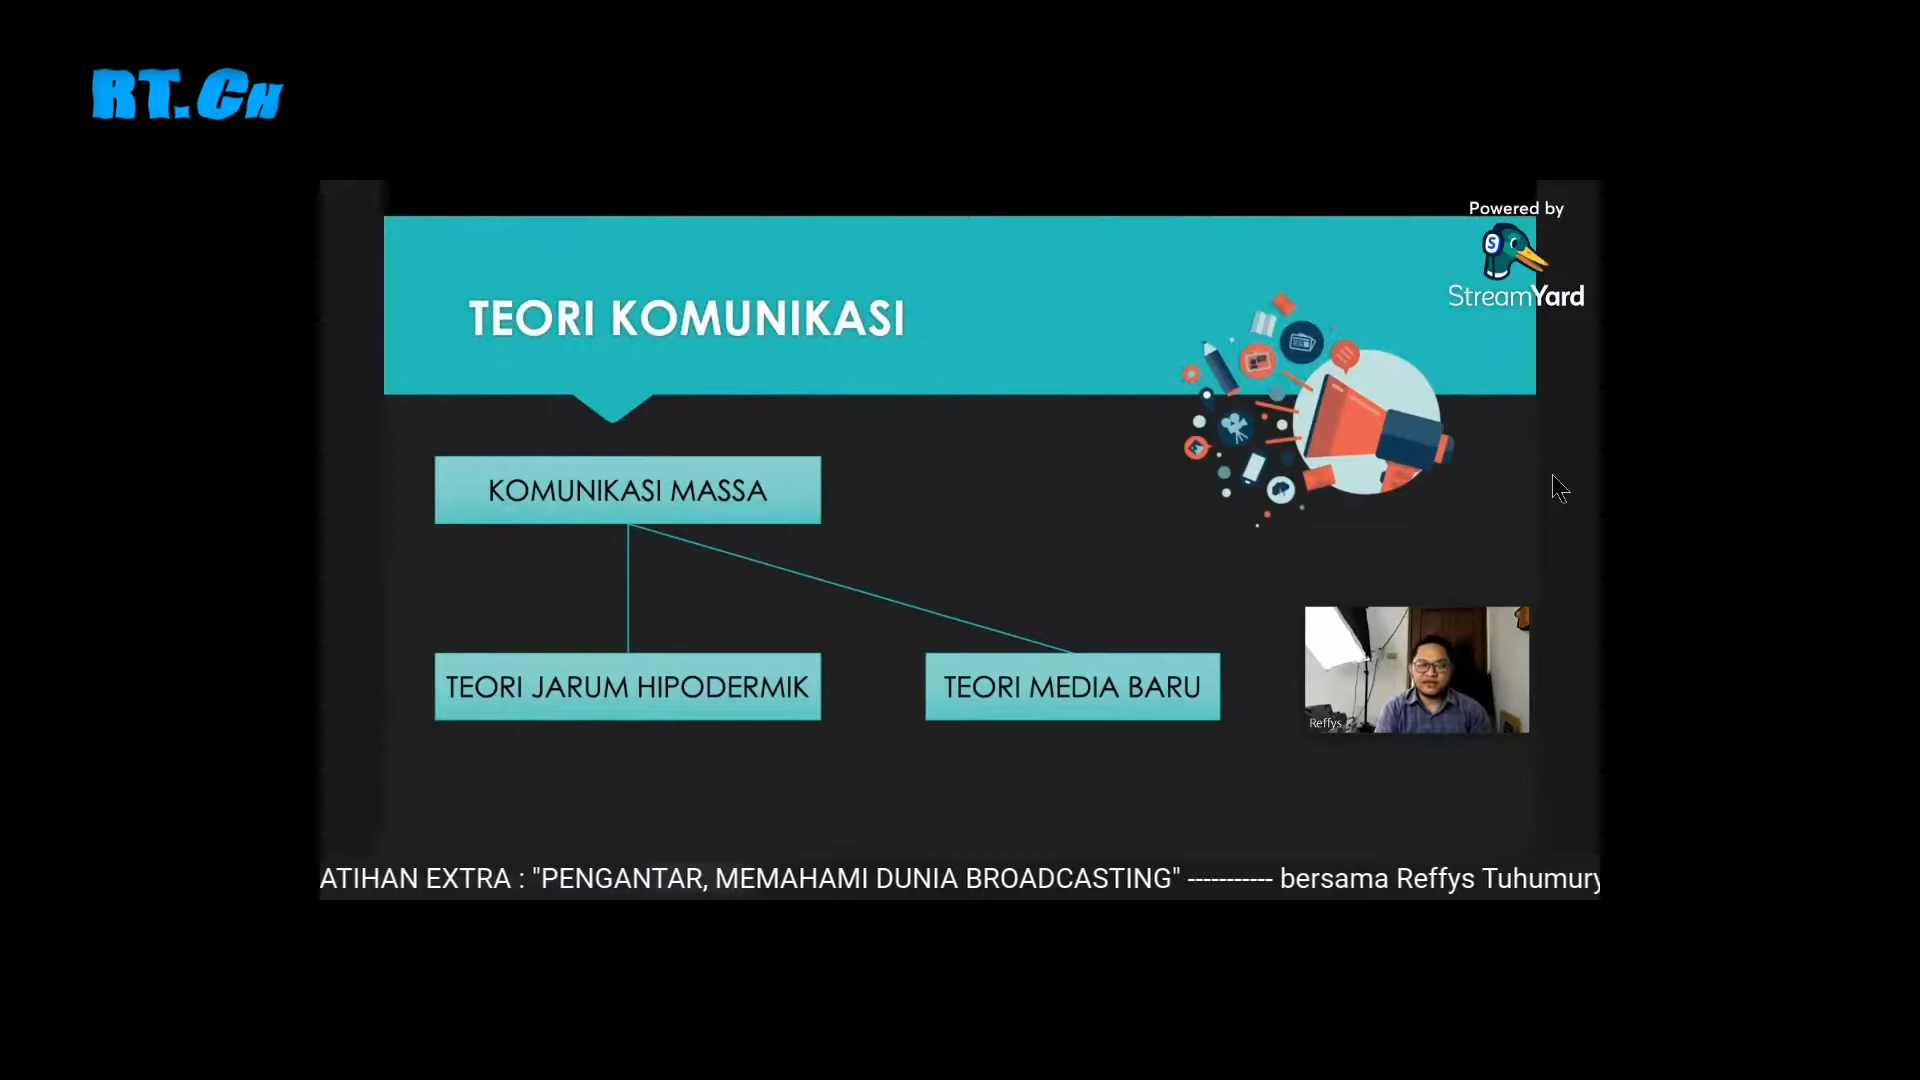 RT.CH
Powered by
StreamYard
TEORI KOMUNIKASI
KOMUNIKASI MASSA
TEORI JARUM HIPODERMIK
TEORI MEDIA BARU
Reffys
ATIHAN EXTRA : "PENGANTAR, MEMAHAMI DUNIA BROADCASTING" ----------- bersama Reffys Tuhumury